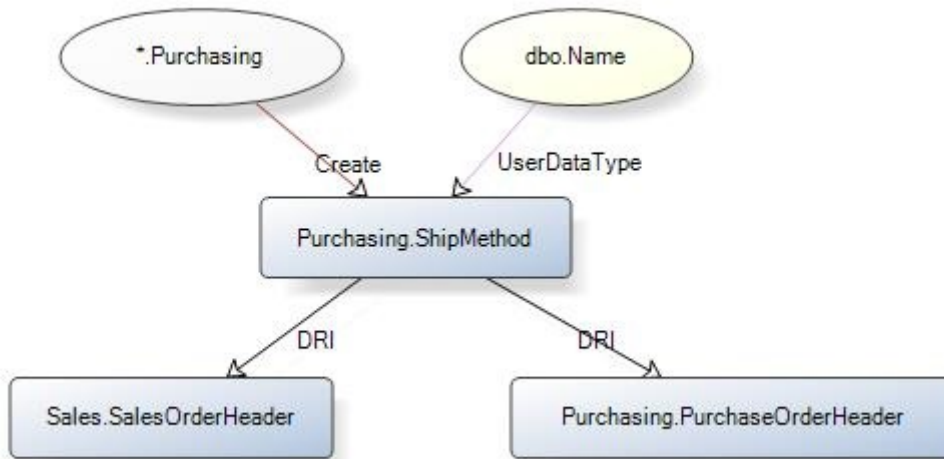 *.Purchasing
dbo.Name
Create
UserDataType
Purchasing.ShipMethod
DRI
DRI
Sales.SalesOrderHeader
Purchasing.PurchaseOrderHeader